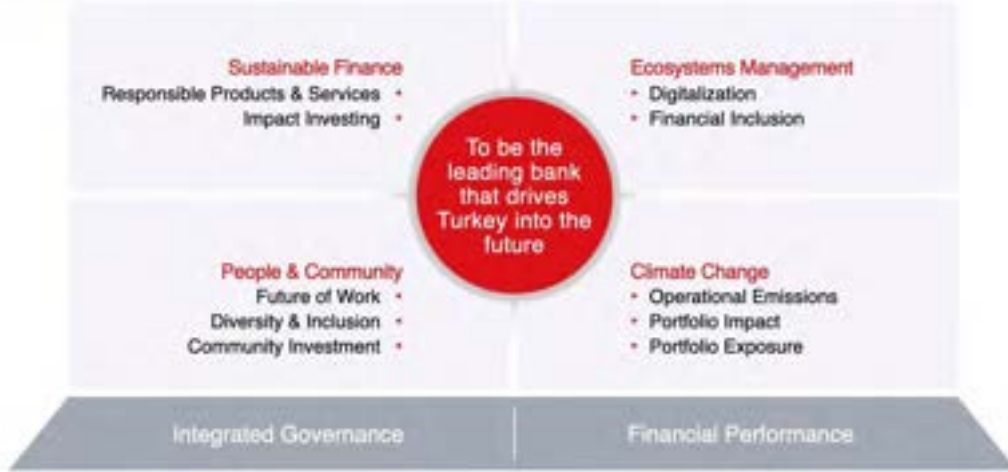 Sustainable Finance
Responsible Products & Services •
Impact Investing •
Ecosystems Management
• Digitalization
• Financial Inclusion
To be the
leading bank
that drives
Turkey into the
future
People & Community
Future of Work •
Diversity & Inclusion •
Community Investment •
Climate Change
• Operational Emissions
• Portfolio Impact
• Portfolio Exposure
Integrated Governance
Financial Performance